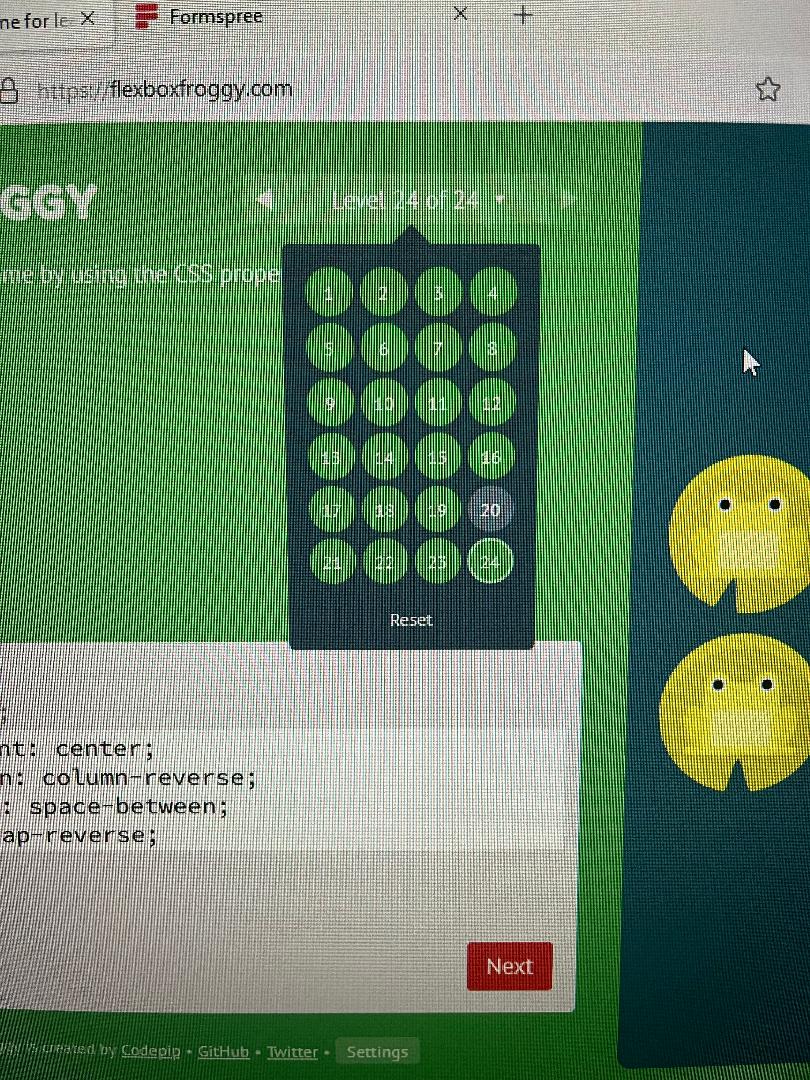 ne for le
Formspree
https://flexboxfroggy.com
GGY
Level 24 of 24
me by using the CSS prope
1 2 3 4
5 6 7 8
9 10 11 12
13 14 15 16
17 18 19 20
21 22 23 24
Reset
;
nt: center;
n: column-reverse;
: space-between;
ap-reverse;
Next
is created by Codepip • GitHub • Twitter • Settings